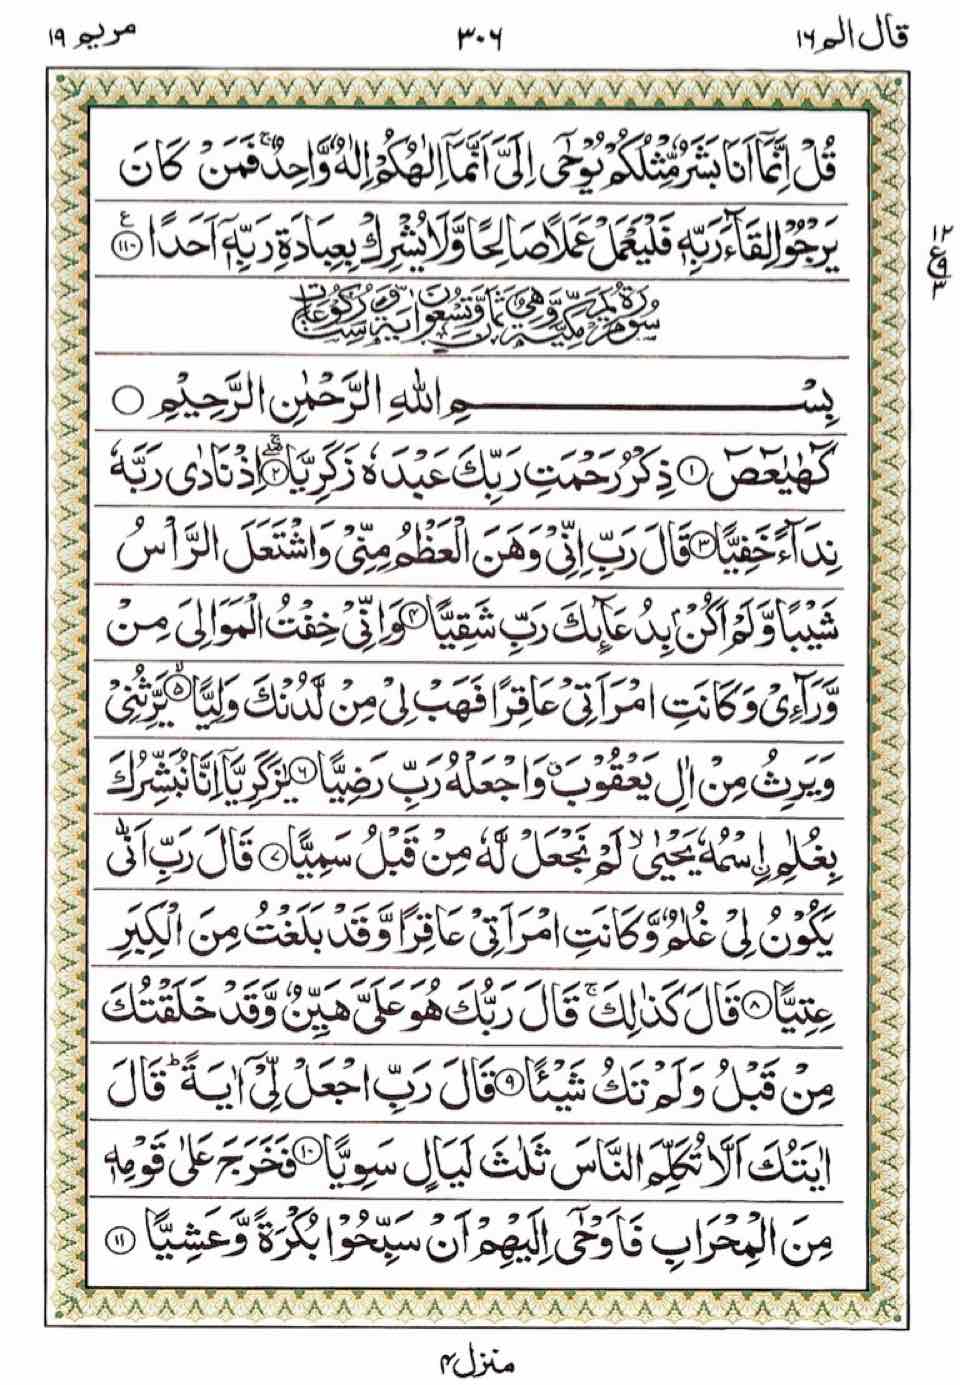 قال الم ١٦ ٣٠٦ مريم ١٩
قُلْ اِنَّمَآ اَنَا بَشَرٌ مِّثْلُكُمْ يُوْحٰٓى اِلَىَّ اَنَّمَآ اِلٰهُكُمْ اِلٰهٌ وَّاحِدٌ ۚ فَمَنْ كَانَ
يَرْجُوْا لِقَآءَ رَبِّهٖ فَلْيَعْمَلْ عَمَلًا صَالِحًا وَّلَا يُشْرِكْ بِعِبَادَةِ رَبِّهٖٓ اَحَدًا ﴿١١٠﴾ ع
١٢
ع
٩
٣
سُوْرَةُ مَرْيَمَ مَكِّيَّةٌ وَّهِيَ ثَمَانٌ وَّتِسْعُوْنَ اٰيَةً وَّسِتُّ رُكُوْعَاتٍ
بِسْمِ اللهِ الرَّحْمٰنِ الرَّحِيْمِ ○
كٓهٰيٰعٓصٓ ﴿١﴾ ذِكْرُ رَحْمَتِ رَبِّكَ عَبْدَهٗ زَكَرِيَّا ﴿٢﴾ اِذْ نَادٰى رَبَّهٗ
نِدَآءً خَفِيًّا ﴿٣﴾ قَالَ رَبِّ اِنِّىْ وَهَنَ الْعَظْمُ مِنِّىْ وَاشْتَعَلَ الرَّاْسُ
شَيْبًا وَّلَمْ اَكُنْۢ بِدُعَآئِكَ رَبِّ شَقِيًّا ﴿٤﴾ وَاِنِّىْ خِفْتُ الْمَوَالِىَ مِنْ
وَّرَآءِىْ وَكَانَتِ امْرَاَتِىْ عَاقِرًا فَهَبْ لِىْ مِنْ لَّدُنْكَ وَلِيًّا ﴿٥﴾ يَّرِثُنِىْ
وَيَرِثُ مِنْ اٰلِ يَعْقُوْبَ وَاجْعَلْهُ رَبِّ رَضِيًّا ﴿٦﴾ يٰزَكَرِيَّآ اِنَّا نُبَشِّرُكَ
بِغُلٰمِ ࣙاسْمُهٗ يَحْيٰى ۙ لَمْ نَجْعَلْ لَّهٗ مِنْ قَبْلُ سَمِيًّا ﴿٧﴾ قَالَ رَبِّ اَنّٰى
يَكُوْنُ لِىْ غُلٰمٌ وَّكَانَتِ امْرَاَتِىْ عَاقِرًا وَّقَدْ بَلَغْتُ مِنَ الْكِبَرِ
عِتِيًّا ﴿٨﴾ قَالَ كَذٰلِكَ ۚ قَالَ رَبُّكَ هُوَ عَلَىَّ هَيِّنٌ وَّقَدْ خَلَقْتُكَ
مِنْ قَبْلُ وَلَمْ تَكُ شَيْـًٔا ﴿٩﴾ قَالَ رَبِّ اجْعَلْ لِّىْٓ اٰيَةً ؕ قَالَ
اٰيَتُكَ اَلَّا تُكَلِّمَ النَّاسَ ثَلٰثَ لَيَالٍ سَوِيًّا ﴿١٠﴾ فَخَرَجَ عَلٰى قَوْمِهٖ
مِنَ الْمِحْرَابِ فَاَوْحٰٓى اِلَيْهِمْ اَنْ سَبِّحُوْا بُكْرَةً وَّعَشِيًّا ﴿١١﴾
منزل ٤